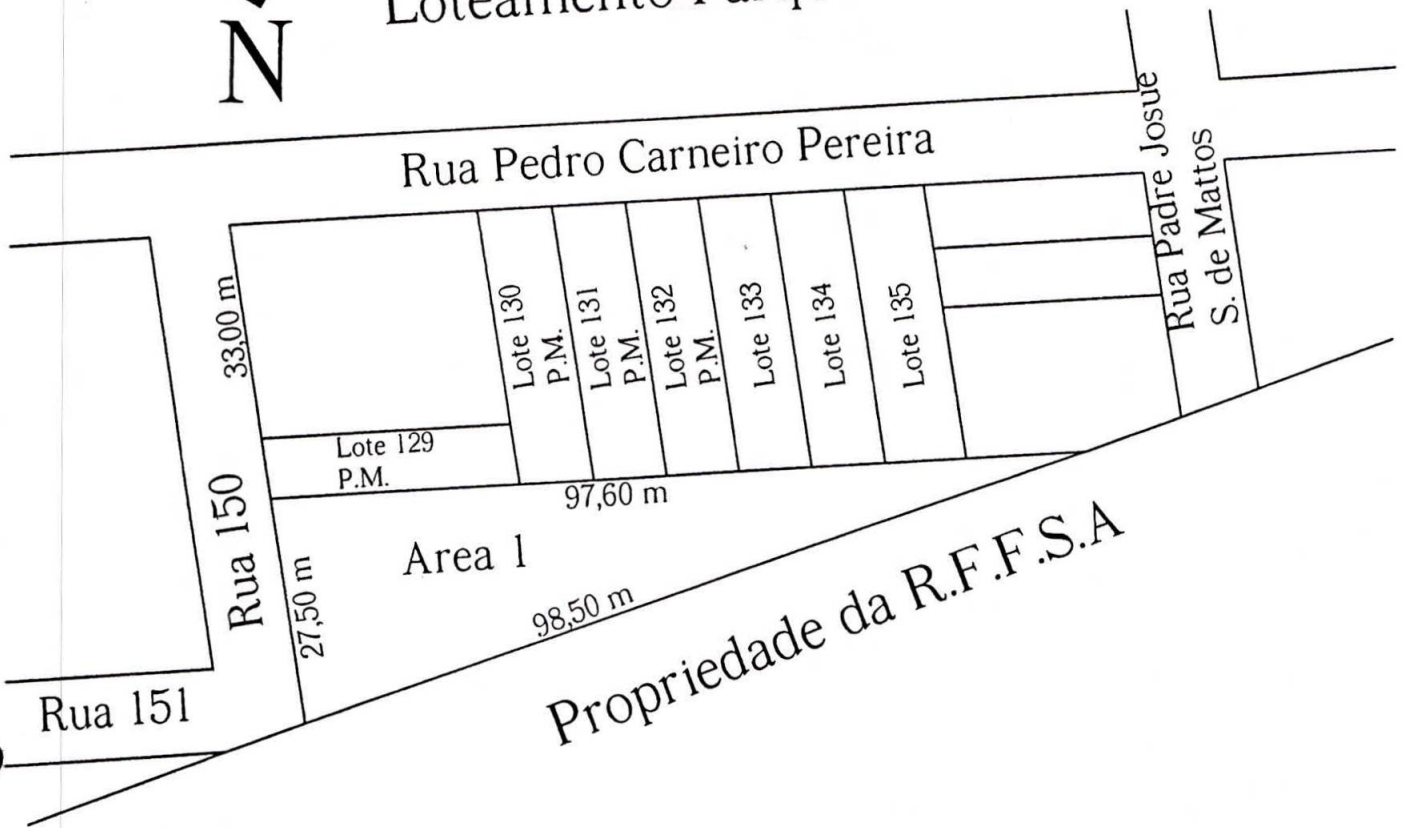 Loteamento
N
Rua Pedro Carneiro Pereira
Rua Padre Josue
S. de Mattos
33,00 m
Lote 130
P.M.
Lote 131
P.M.
Lote 132
P.M.
Lote 133
Lote 134
Lote 135
Lote 129
P.M.
97,60 m
Rua 150
27,50 m
Area 1
98,50 m
Propriedade da R.F.F.S.A
Rua 151